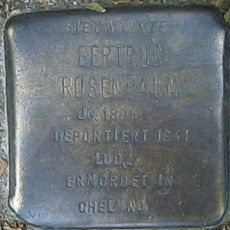 HIER WOHNTE
GERTRUD
ROSENBAUM
JG.
DEPORTIERT 1941
LODZ
ERMORDET IN
CHELMNO